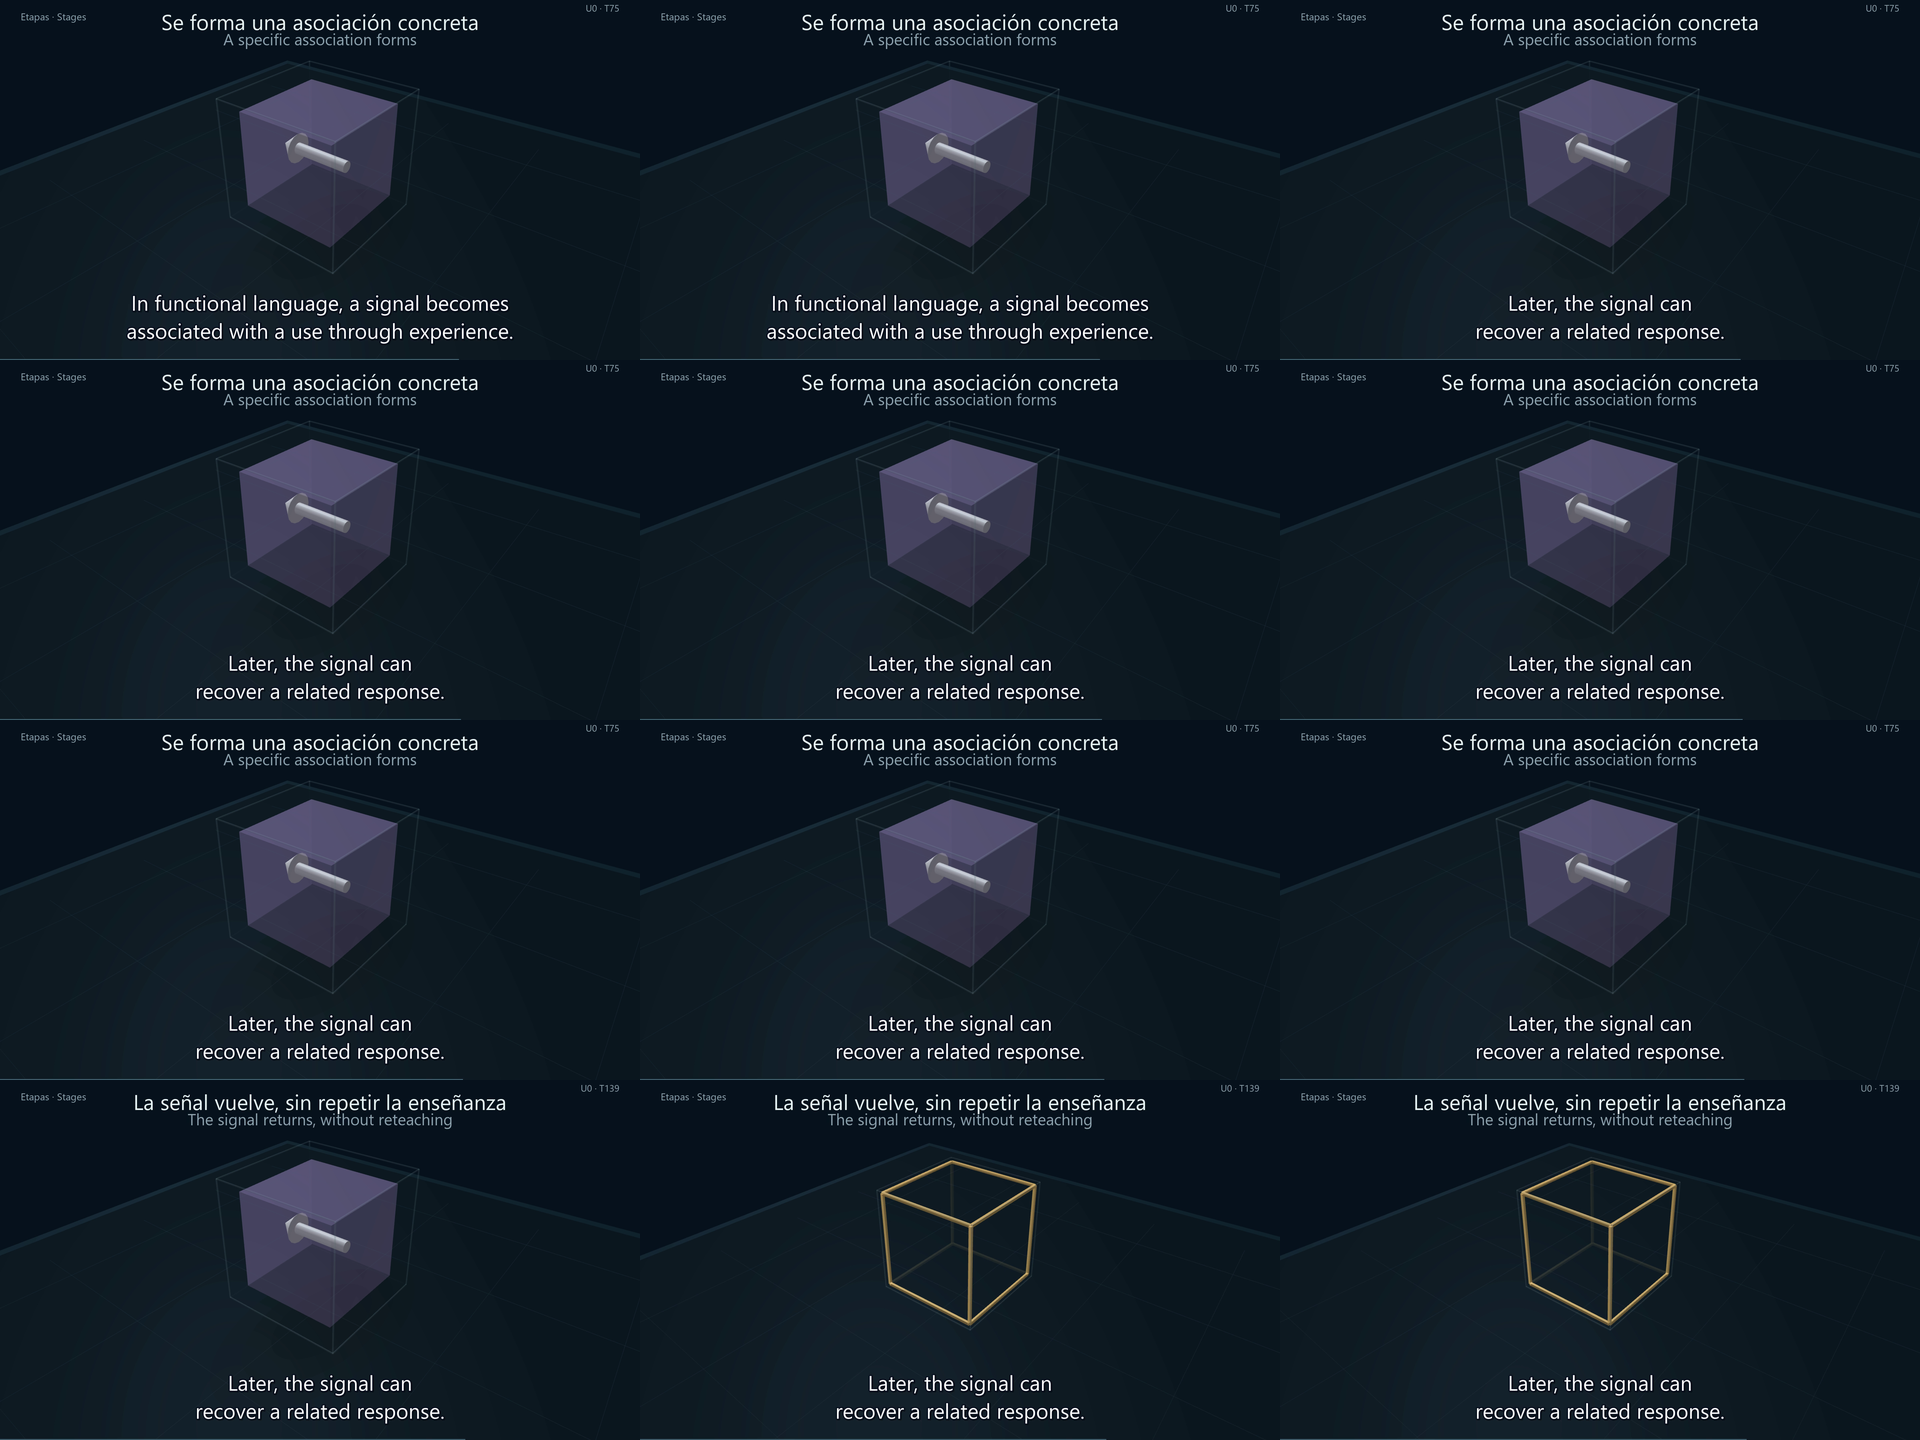 Etapas · Stages
U0 · T75
Se forma una asociación concreta
A specific association forms
In functional language, a signal becomes
associated with a use through experience.
Etapas · Stages
U0 · T75
Se forma una asociación concreta
A specific association forms
In functional language, a signal becomes
associated with a use through experience.
Etapas · Stages
U0 · T75
Se forma una asociación concreta
A specific association forms
Later, the signal can
recover a related response.
Etapas · Stages
U0 · T75
Se forma una asociación concreta
A specific association forms
Later, the signal can
recover a related response.
Etapas · Stages
U0 · T75
Se forma una asociación concreta
A specific association forms
Later, the signal can
recover a related response.
Etapas · Stages
U0 · T75
Se forma una asociación concreta
A specific association forms
Later, the signal can
recover a related response.
Etapas · Stages
U0 · T75
Se forma una asociación concreta
A specific association forms
Later, the signal can
recover a related response.
Etapas · Stages
U0 · T75
Se forma una asociación concreta
A specific association forms
Later, the signal can
recover a related response.
Etapas · Stages
U0 · T75
Se forma una asociación concreta
A specific association forms
Later, the signal can
recover a related response.
Etapas · Stages
U0 · T139
La señal vuelve, sin repetir la enseñanza
The signal returns, without reteaching
Later, the signal can
recover a related response.
Etapas · Stages
U0 · T139
La señal vuelve, sin repetir la enseñanza
The signal returns, without reteaching
Later, the signal can
recover a related response.
Etapas · Stages
U0 · T139
La señal vuelve, sin repetir la enseñanza
The signal returns, without reteaching
Later, the signal can
recover a related response.